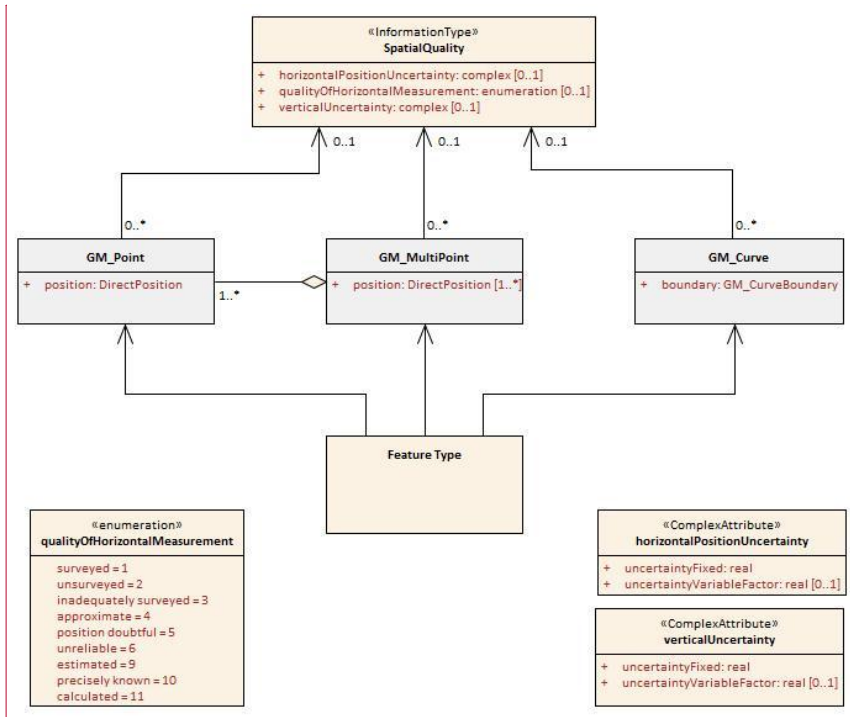 «InformationType»
SpatialQuality
+ horizontalPositionUncertainty: complex [0..1]
+ qualityOfHorizontalMeasurement: enumeration [0..1]
+ verticalUncertainty: complex [0..1]
0..1
0..1
0..1
0..*
0..*
0..*
GM_Point
+ position: DirectPosition
1..*
GM_MultiPoint
+ position: DirectPosition [1..*]
GM_Curve
+ boundary: GM_CurveBoundary
Feature Type
«enumeration»
qualityOfHorizontalMeasurement
surveyed = 1
unsurveyed = 2
inadequately surveyed = 3
approximate = 4
position doubtful = 5
unreliable = 6
estimated = 9
precisely known = 10
calculated = 11
«ComplexAttribute»
horizontalPositionUncertainty
+ uncertaintyFixed: real
+ uncertaintyVariableFactor: real [0..1]
«ComplexAttribute»
verticalUncertainty
+ uncertaintyFixed: real
+ uncertaintyVariableFactor: real [0..1]